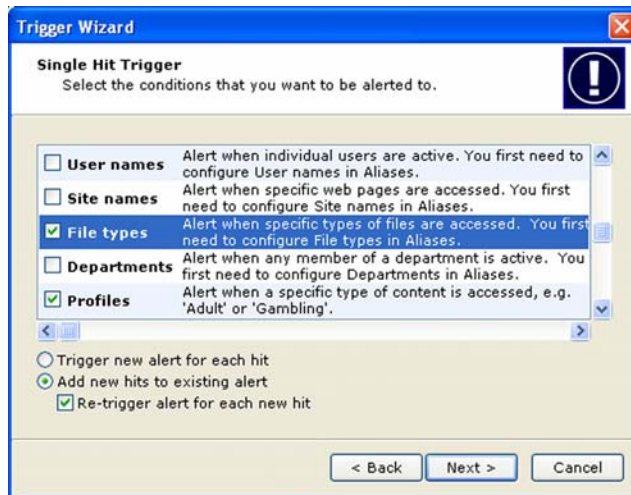 Trigger Wizard
Single Hit Trigger
Select the conditions that you want to be alerted to.
User names Alert when individual users are active. You first need to
configure User names in Aliases.
Site names Alert when specific web pages are accessed. You first
need to configure Site names in Aliases.
File types Alert when specific types of files are accessed. You first
need to configure File types in Aliases.
Departments Alert when any member of a department is active. You
first need to configure Departments in Aliases.
Profiles Alert when a specific type of content is accessed, e.g.
'Adult' or 'Gambling'.
Trigger new alert for each hit
Add new hits to existing alert
Re-trigger alert for each new hit
< Back Next > Cancel